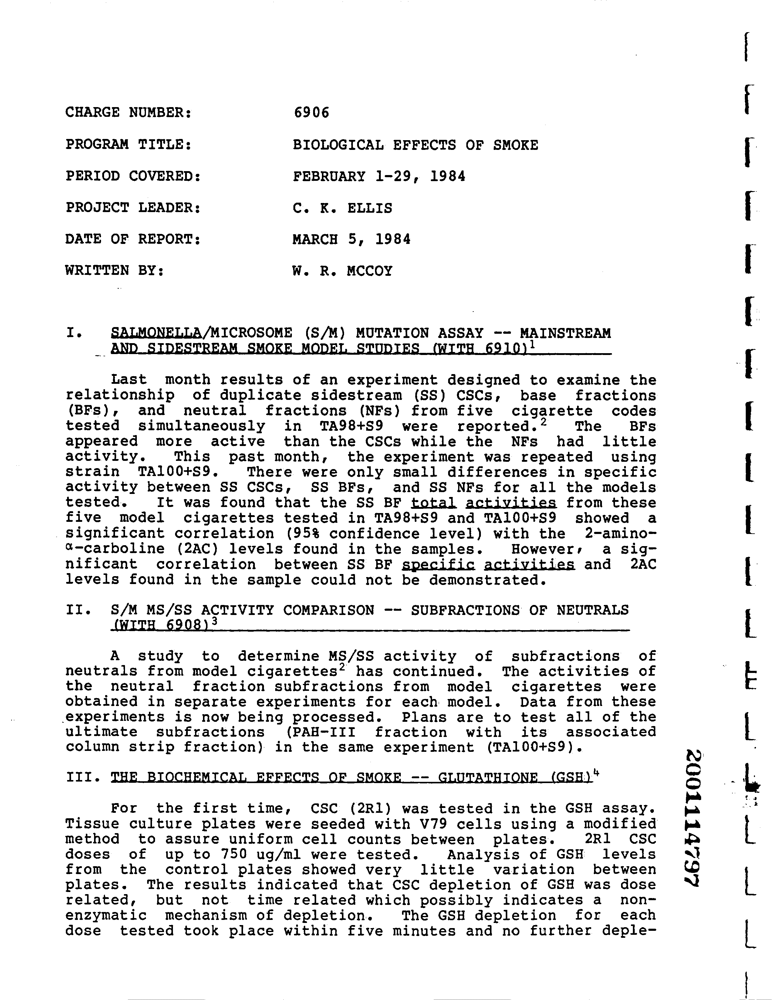 CHARGE NUMBER: 6906
PROGRAM TITLE: BIOLOGICAL EFFECTS OF SMOKE
PERIOD COVERED: FEBRUARY 1-29, 1984
PROJECT LEADER: C. K. ELLIS
DATE OF REPORT: MARCH 5, 1984
WRITTEN BY: W. R. MCCOY
I. SALMONELLA/MICROSOME (S/M) MUTATION ASSAY -- MAINSTREAM
AND SIDESTREAM SMOKE MODEL STUDIES (WITH 6910)¹
Last month results of an experiment designed to examine the
relationship of duplicate sidestream (SS) CSCs, base fractions
(BFs), and neutral fractions (NFs) from five cigarette codes
tested simultaneously in TA98+S9 were reported.² The BFs
appeared more active than the CSCs while the NFs had little
activity. This past month, the experiment was repeated using
strain TA100+S9. There were only small differences in specific
activity between SS CSCs, SS BFs, and SS NFs for all the models
tested. It was found that the SS BF total activities from these
five model cigarettes tested in TA98+S9 and TA100+S9 showed a
significant correlation (95% confidence level) with the 2-amino-
α-carboline (2AC) levels found in the samples. However, a sig-
nificant correlation between SS BF specific activities and 2AC
levels found in the sample could not be demonstrated.
II. S/M MS/SS ACTIVITY COMPARISON -- SUBFRACTIONS OF NEUTRALS
(WITH 6908)³
A study to determine MS/SS activity of subfractions of
neutrals from model cigarettes² has continued. The activities of
the neutral fraction subfractions from model cigarettes were
obtained in separate experiments for each model. Data from these
experiments is now being processed. Plans are to test all of the
ultimate subfractions (PAH-III fraction with its associated
column strip fraction) in the same experiment (TA100+S9).
III. THE BIOCHEMICAL EFFECTS OF SMOKE -- GLUTATHIONE (GSH)⁴
For the first time, CSC (2R1) was tested in the GSH assay.
Tissue culture plates were seeded with V79 cells using a modified
method to assure uniform cell counts between plates. 2R1 CSC
doses of up to 750 ug/ml were tested. Analysis of GSH levels
from the control plates showed very little variation between
plates. The results indicated that CSC depletion of GSH was dose
related, but not time related which possibly indicates a non-
enzymatic mechanism of depletion. The GSH depletion for each
dose tested took place within five minutes and no further deple-
2001114797